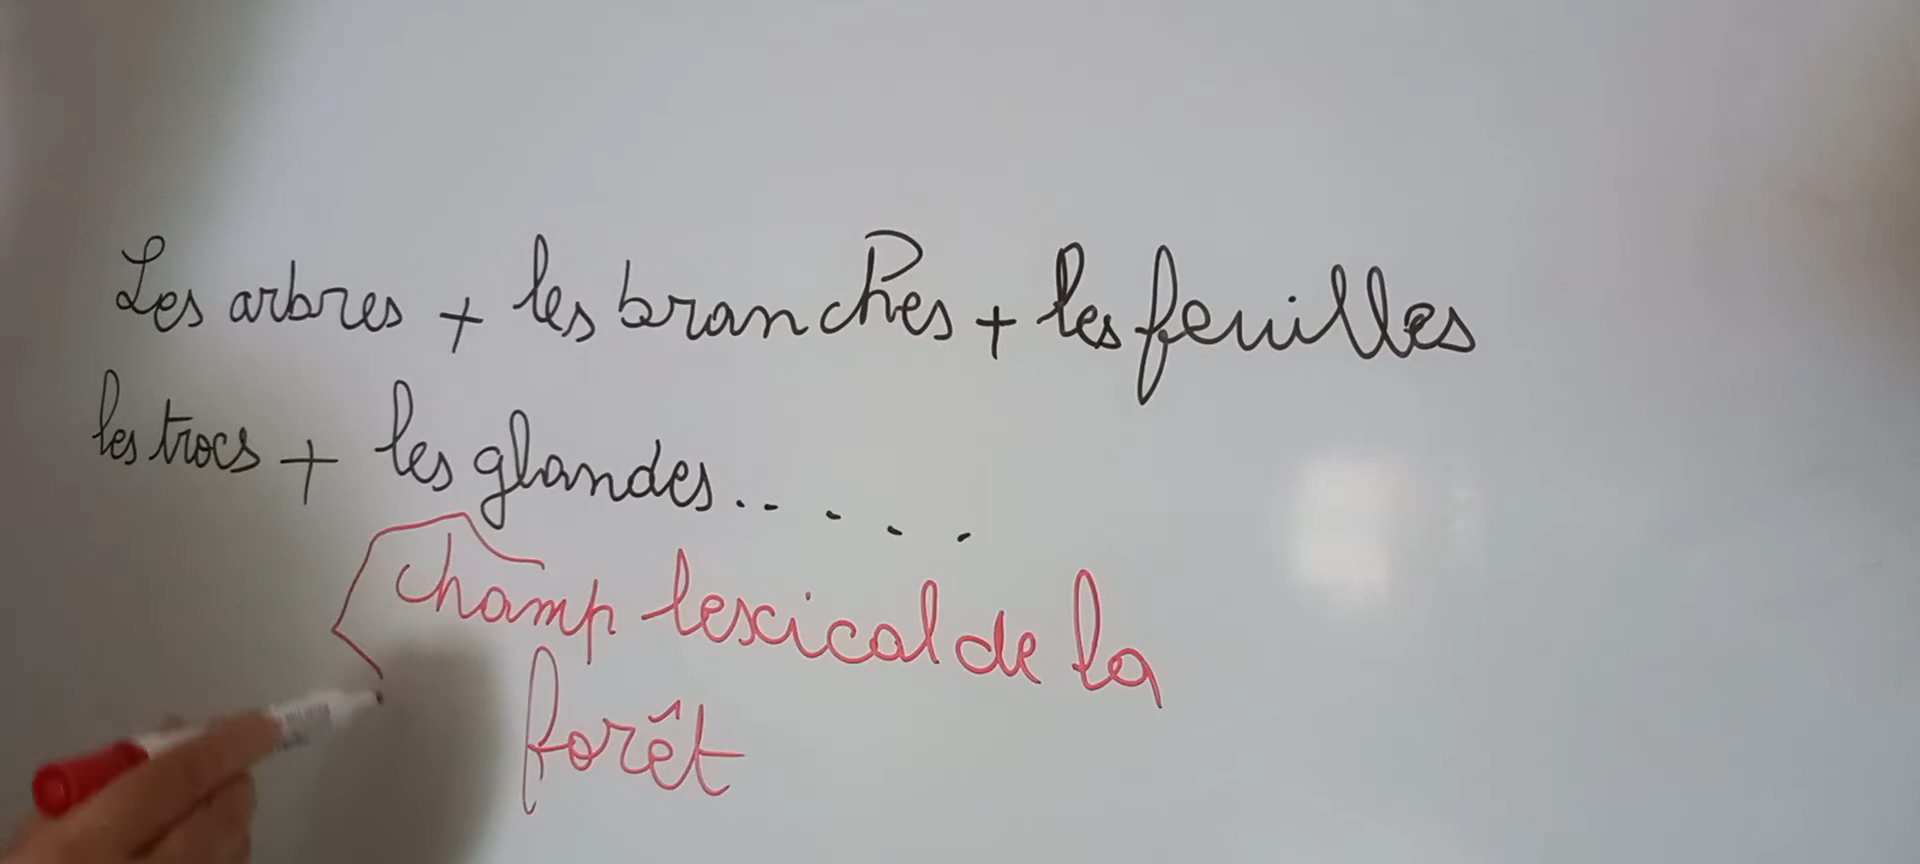 Les arbres + les branches + les feuilles
les trocs + les glandes.. . . .
champ lexical de la
forêt